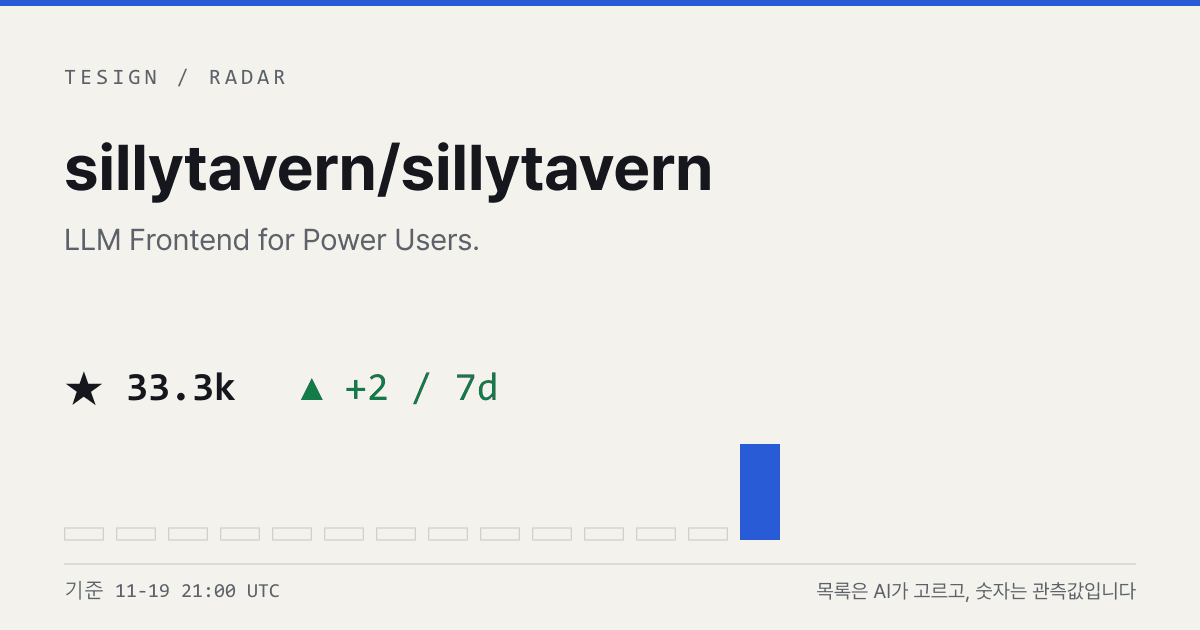 TESIGN / RADAR
sillytavern/sillytavern
LLM Frontend for Power Users.
★ 33.3k ▲ +2 / 7d
기준 11-19 21:00 UTC
목록은 AI가 고르고, 숫자는 관측값입니다